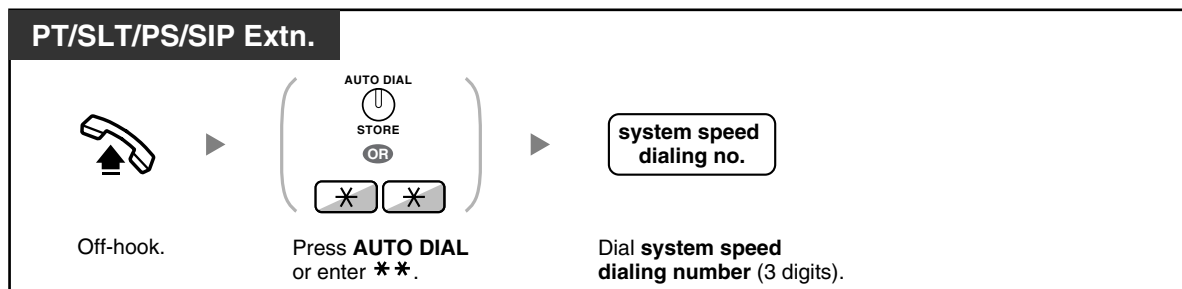 PT/SLT/PS/SIP Extn.
AUTO DIAL
STORE
OR
system speed
dialing no.
Off-hook.
Press AUTO DIAL
or enter ✱✱.
Dial system speed
dialing number (3 digits).